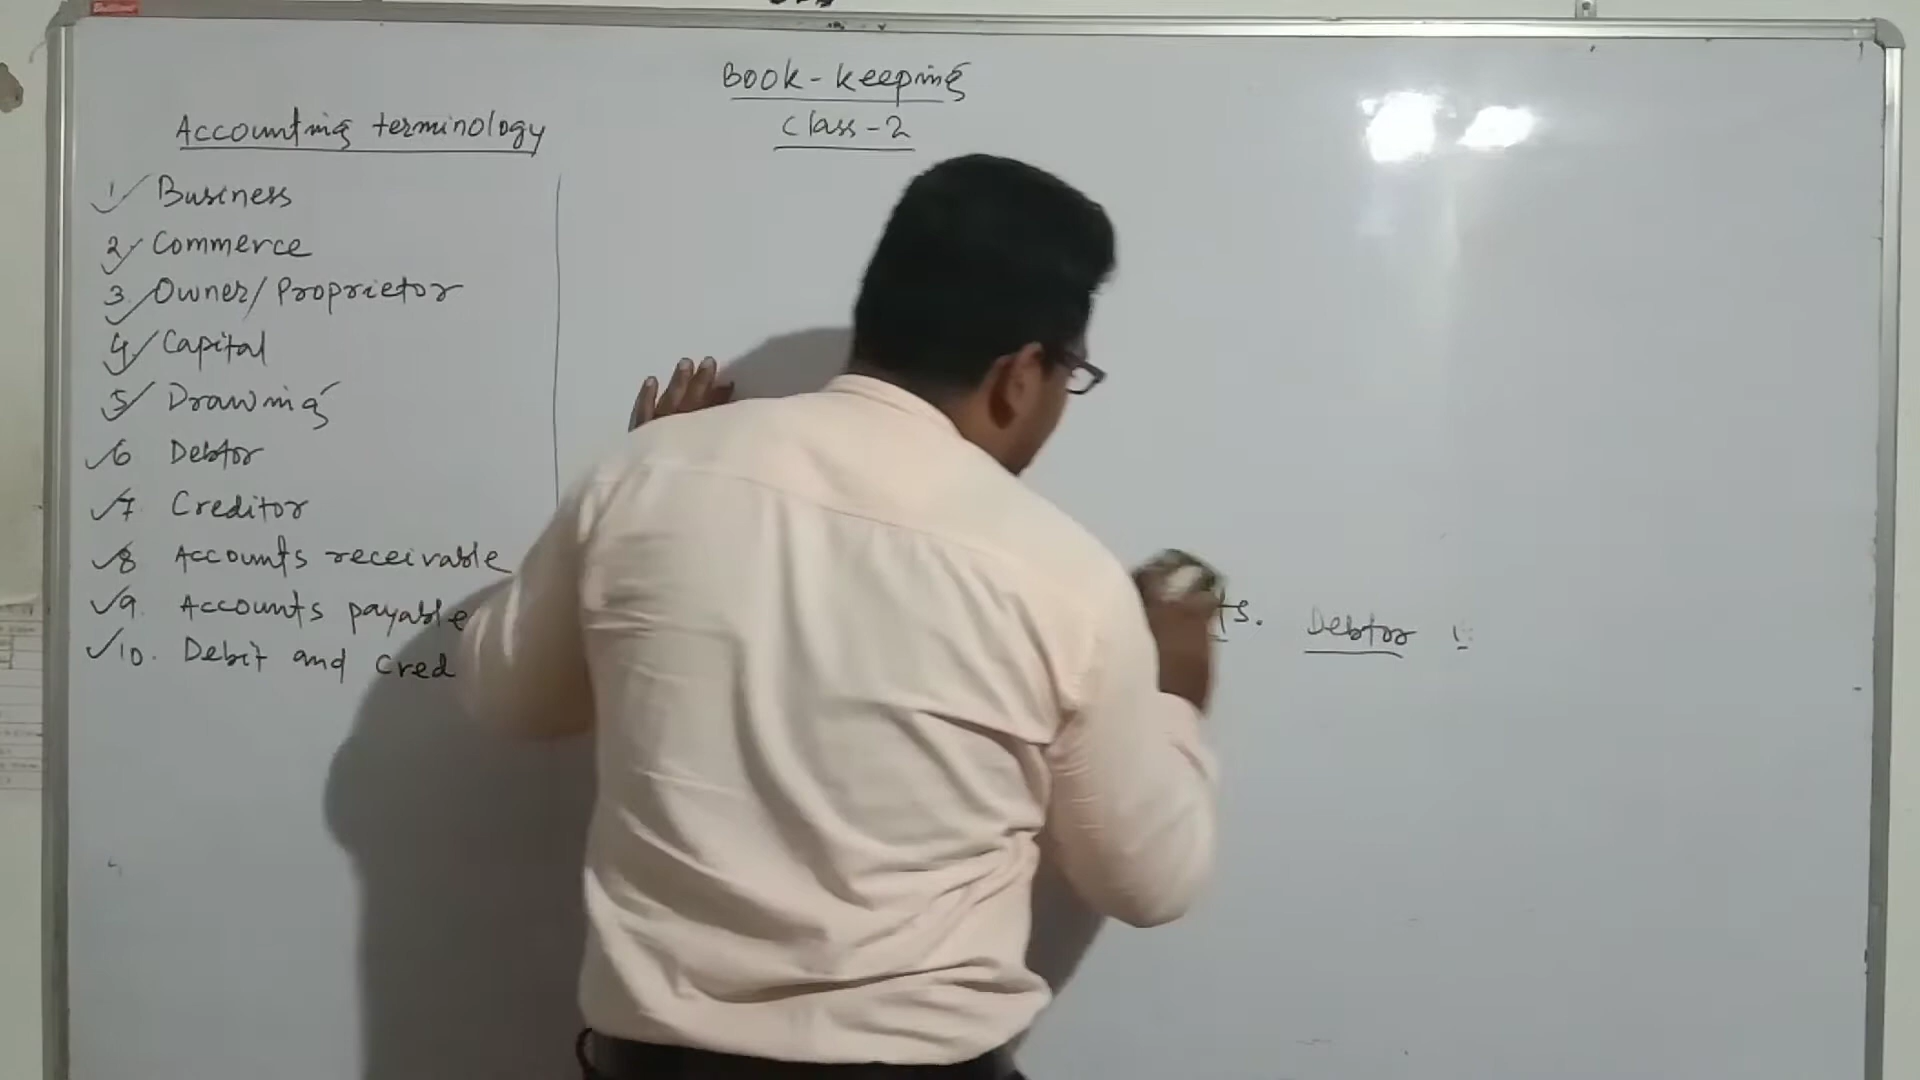 Book-keeping
Class-2
Accounting terminology
1 Business
2 Commerce
3. Owner/Proprietor
4 Capital
5 Drawing
6 Debtor
7. Creditor
8 Accounts receivable
9. Accounts payable
10. Debit and Cred
Debtor